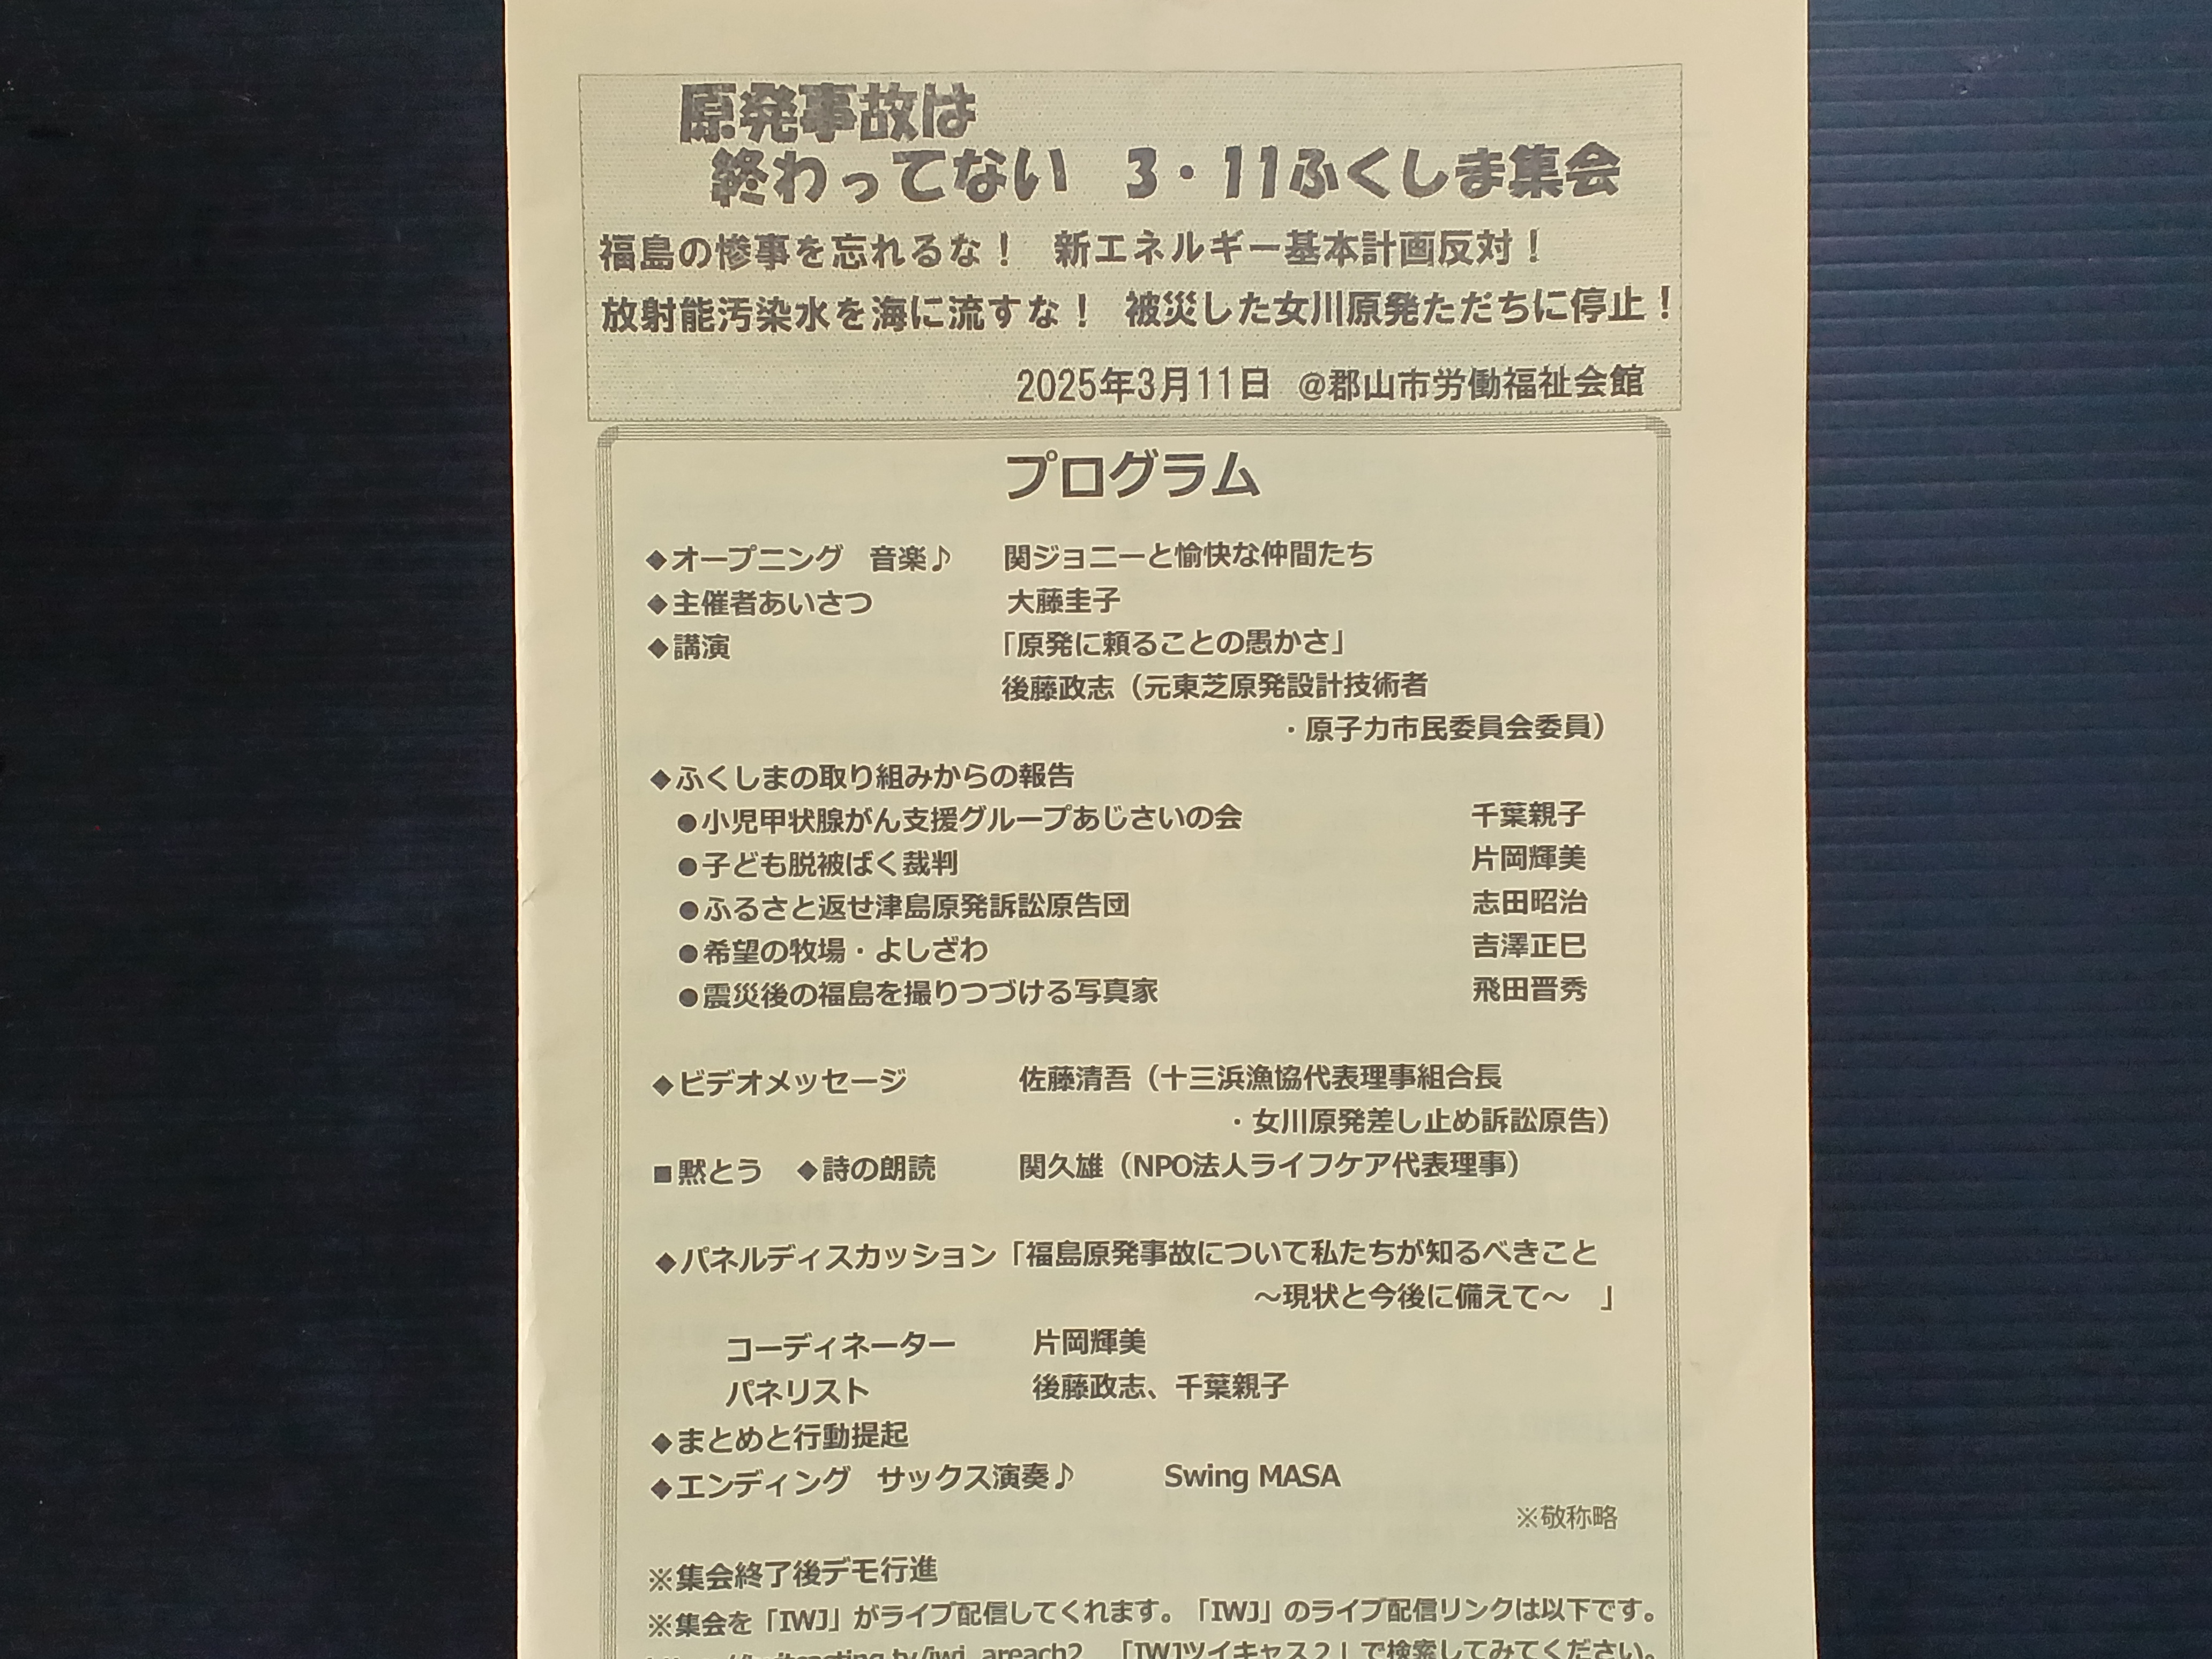 原発事故は
終わってない 3・11ふくしま集会
福島の惨事を忘れるな！ 新エネルギー基本計画反対！
放射能汚染水を海に流すな！ 被災した女川原発ただちに停止！
2025年3月11日 @郡山市労働福祉会館
プログラム
◆オープニング 音楽♪ 関ジョニーと愉快な仲間たち
◆主催者あいさつ 大藤圭子
◆講演 「原発に頼ることの愚かさ」
後藤政志（元東芝原発設計技術者
・原子力市民委員会委員）
◆ふくしまの取り組みからの報告
●小児甲状腺がん支援グループあじさいの会 千葉親子
●子ども脱被ばく裁判 片岡輝美
●ふるさと返せ津島原発訴訟原告団 志田昭治
●希望の牧場・よしざわ 吉澤正巳
●震災後の福島を撮りつづける写真家 飛田晋秀
◆ビデオメッセージ 佐藤清吾（十三浜漁協代表理事組合長
・女川原発差し止め訴訟原告）
■黙とう ◆詩の朗読 関久雄（NPO法人ライフケア代表理事）
◆パネルディスカッション「福島原発事故について私たちが知るべきこと
～現状と今後に備えて～ 」
コーディネーター 片岡輝美
パネリスト 後藤政志、千葉親子
◆まとめと行動提起
◆エンディング サックス演奏♪ Swing MASA
※敬称略
※集会終了後デモ行進
※集会を「IWJ」がライブ配信してくれます。「IWJ」のライブ配信リンクは以下です。
「IWJツイキャス２」で検索してみてください。